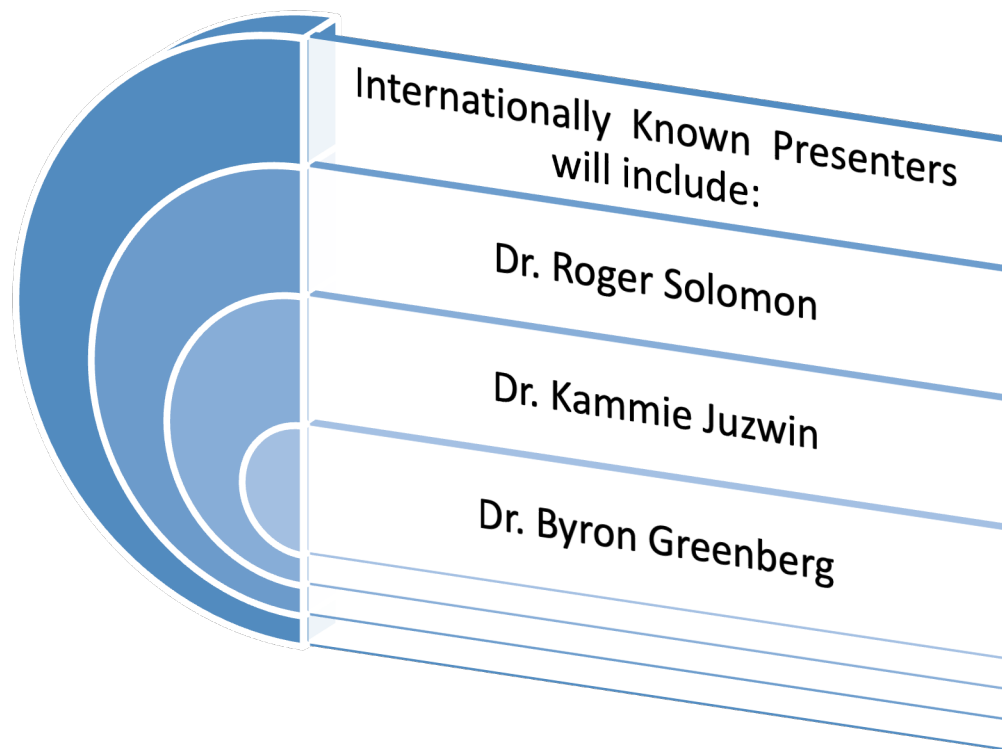 Internationally Known Presenters
will include:
Dr. Roger Solomon
Dr. Kammie Juzwin
Dr. Byron Greenberg